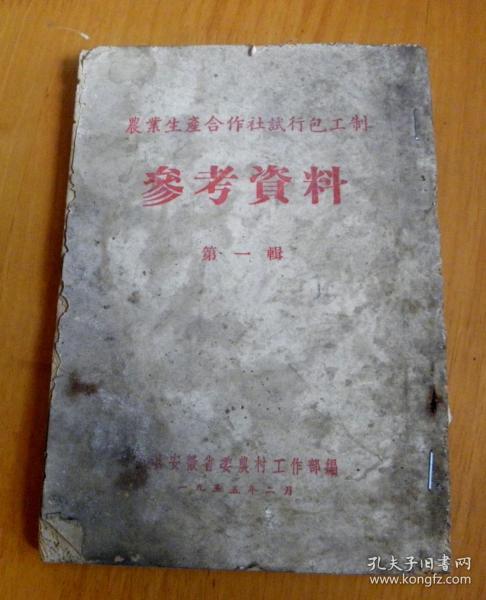 農業生產合作社試行包工制
參考資料
第一輯
共安徽省委農村工作部編
一九五五年二月
孔夫子旧书网
www.kongfz.com